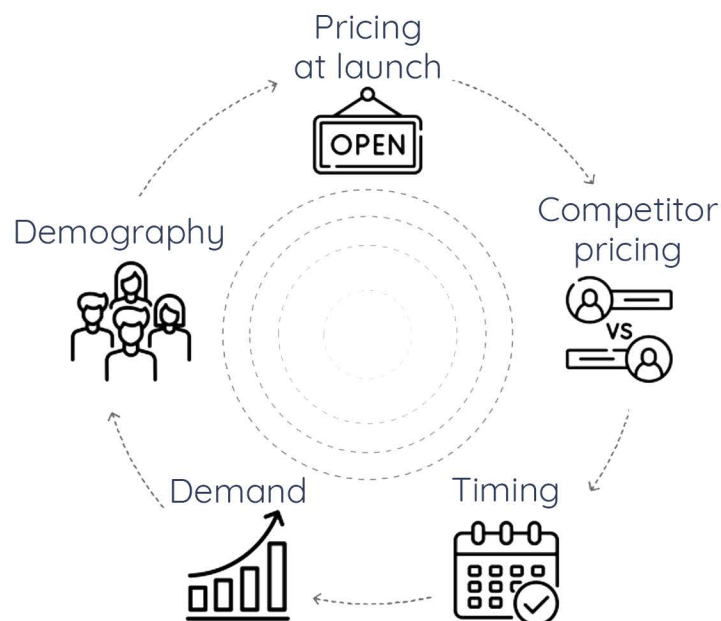 Pricing
at launch
OPEN
Competitor
pricing
VS
Timing
Demand
Demography